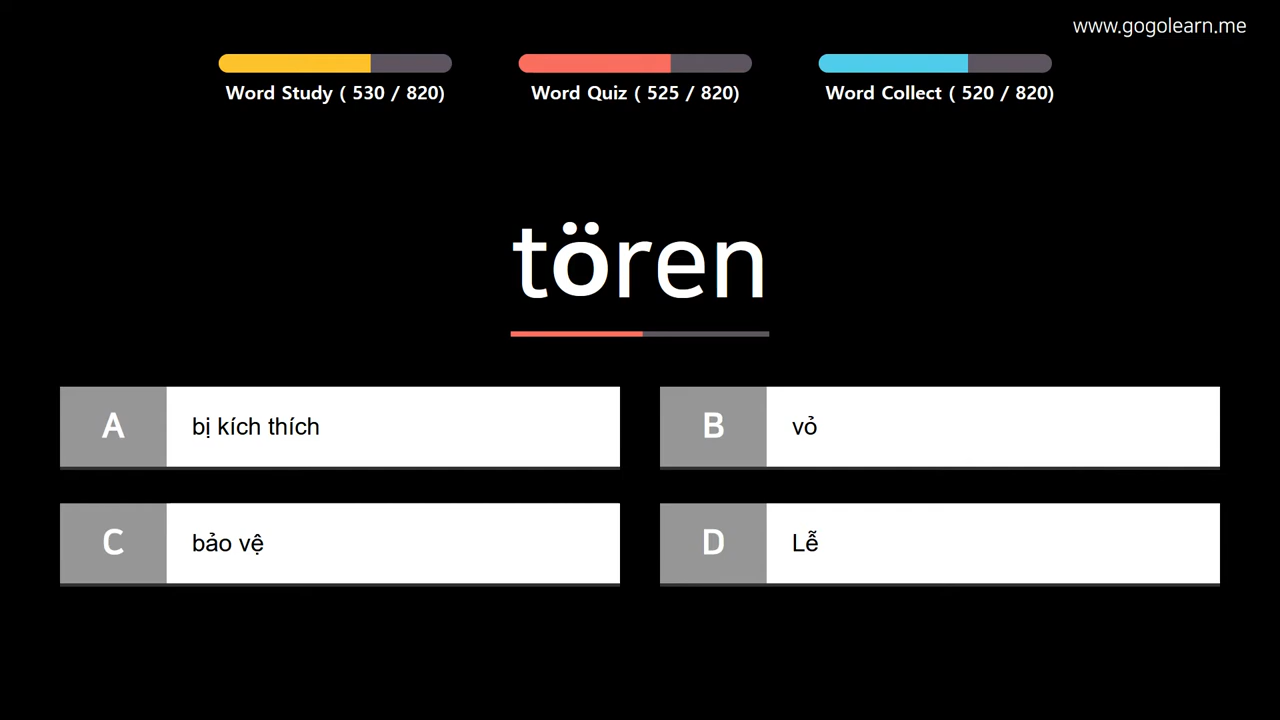 www.gogolearn.me
Word Study ( 530 / 820)
Word Quiz ( 525 / 820)
Word Collect ( 520 / 820)
tören
A
bị kích thích
B
vỏ
C
bảo vệ
D
Lễ